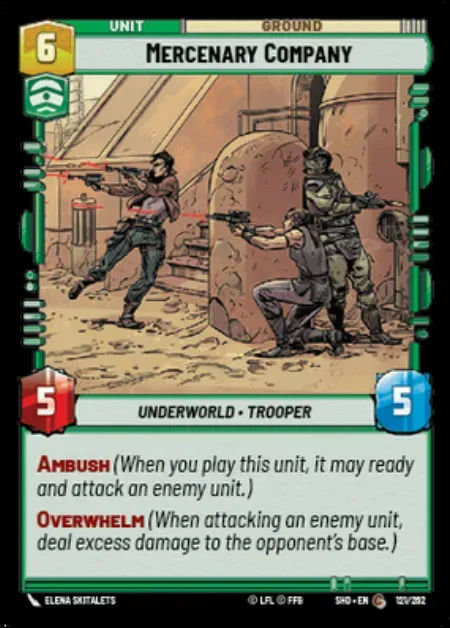 UNIT
GROUND
6
MERCENARY COMPANY
5
UNDERWORLD • TROOPER
5
AMBUSH (When you play this unit, it may ready
and attack an enemy unit.)
OVERWHELM (When attacking an enemy unit,
deal excess damage to the opponent's base.)
ELENA SKITALETS
© LFL © FFG
SHD • EN
C
121/262